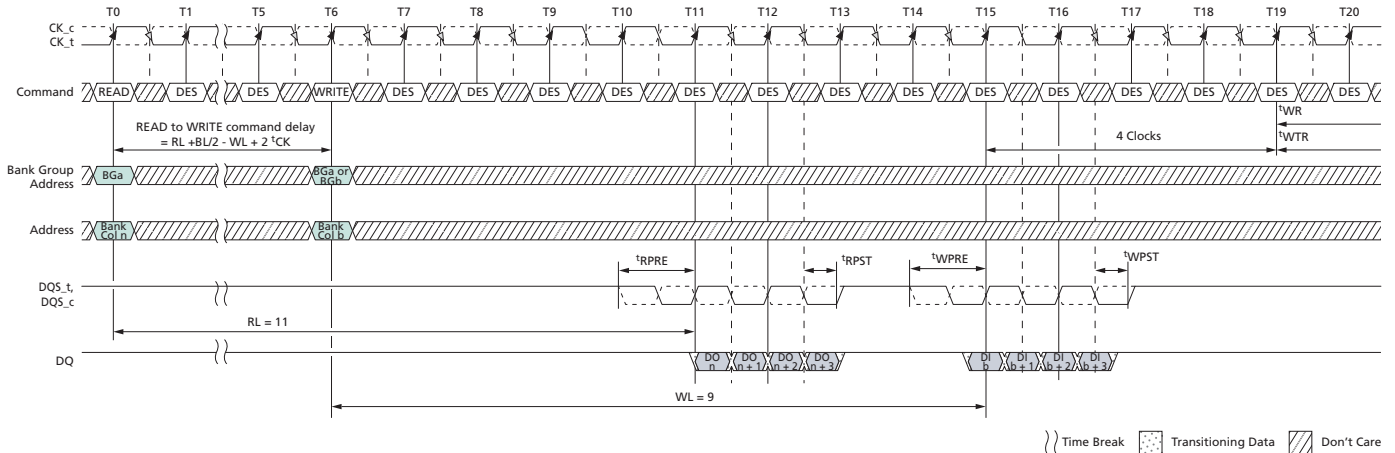 T0 T1 T5 T6 T7 T8 T9 T10 T11 T12 T13 T14 T15 T16 T17 T18 T19 T20
CK_c
CK_t
Command READ DES DES WRITE DES DES DES DES DES DES DES DES DES DES DES DES DES DES
tWR
READ to WRITE command delay
= RL +BL/2 - WL + 2 tCK
4 Clocks
tWTR
Bank Group
Address
BGa
BGa or
BGb
Address
Bank
Col n
Bank
Col b
tRPRE tRPST tWPRE tWPST
DQS_t,
DQS_c
RL = 11
DQ
DO
n
DO
n + 1
DO
n + 2
DO
n + 3
DI
b
DI
b + 1
DI
b + 2
DI
b + 3
WL = 9
Time Break Transitioning Data Don't Care